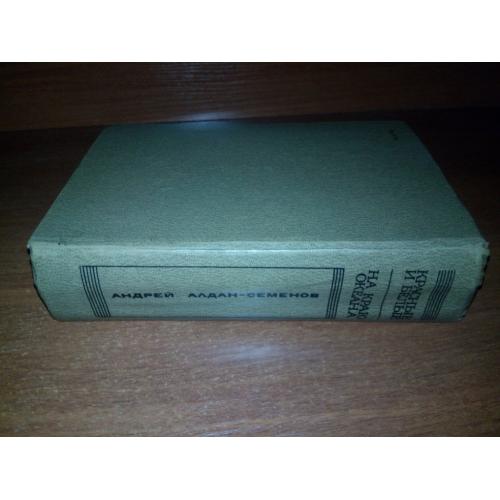 АНДРЕЙ АЛДАН-СЕМЕНОВ
КРАСНЫЕ
И БЕЛЫЕ
НА КРАЮ
ОКЕАНА